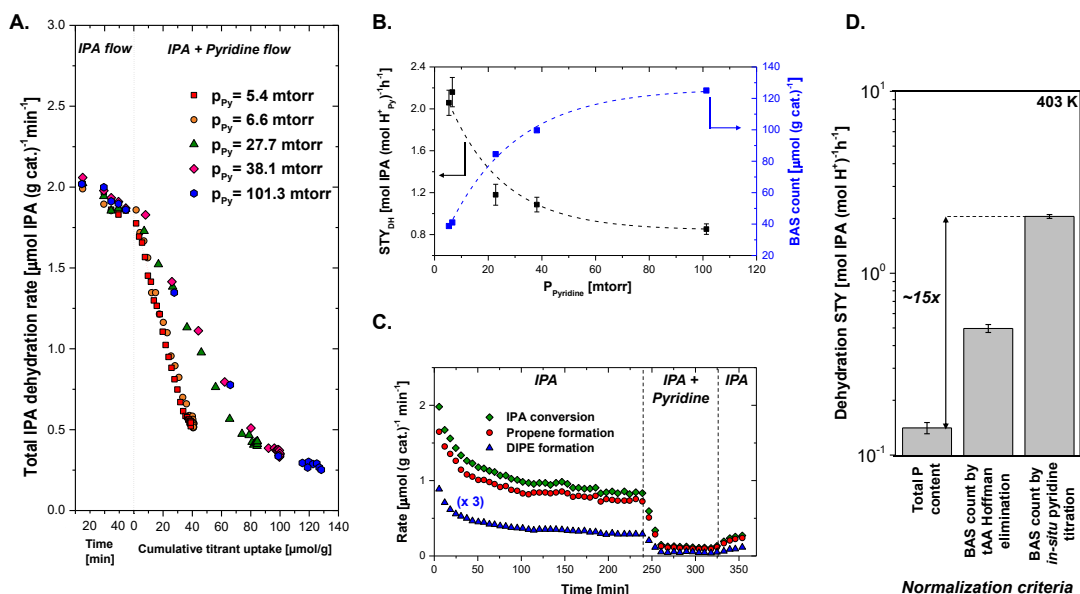 A.
Total IPA dehydration rate [µmol IPA (g cat.)⁻¹ min⁻¹]
3.0
2.5
2.0
1.5
1.0
0.5
0.0
IPA flow
IPA + Pyridine flow
pPy= 5.4 mtorr
pPy= 6.6 mtorr
pPy= 27.7 mtorr
pPy= 38.1 mtorr
pPy= 101.3 mtorr
20 0 20 40 60 80 100 120 140
Time
[min]
Cumulative titrant uptake [µmol/g]
B.
STYDH [mol IPA (mol H⁺Py)⁻¹h⁻¹]
2.4
2.0
1.6
1.2
0.8
140
120
100
80
60
40
20
0
BAS count [µmol (g cat.)⁻¹]
0 20 40 60 80 100 120
PPyridine [mtorr]
C.
Rate [µmol (g cat.)⁻¹ min⁻¹]
2
1
0
IPA
IPA +
Pyridine
IPA
IPA conversion
Propene formation
DIPE formation
(x 3)
0 50 100 150 200 250 300 350
Time [min]
D.
Dehydration STY [mol IPA (mol H⁺)⁻¹h⁻¹]
10¹
10⁰
10⁻¹
403 K
~15x
Total P
content
BAS count by
tAA Hoffman
elimination
BAS count by
in-situ pyridine
titration
Normalization criteria